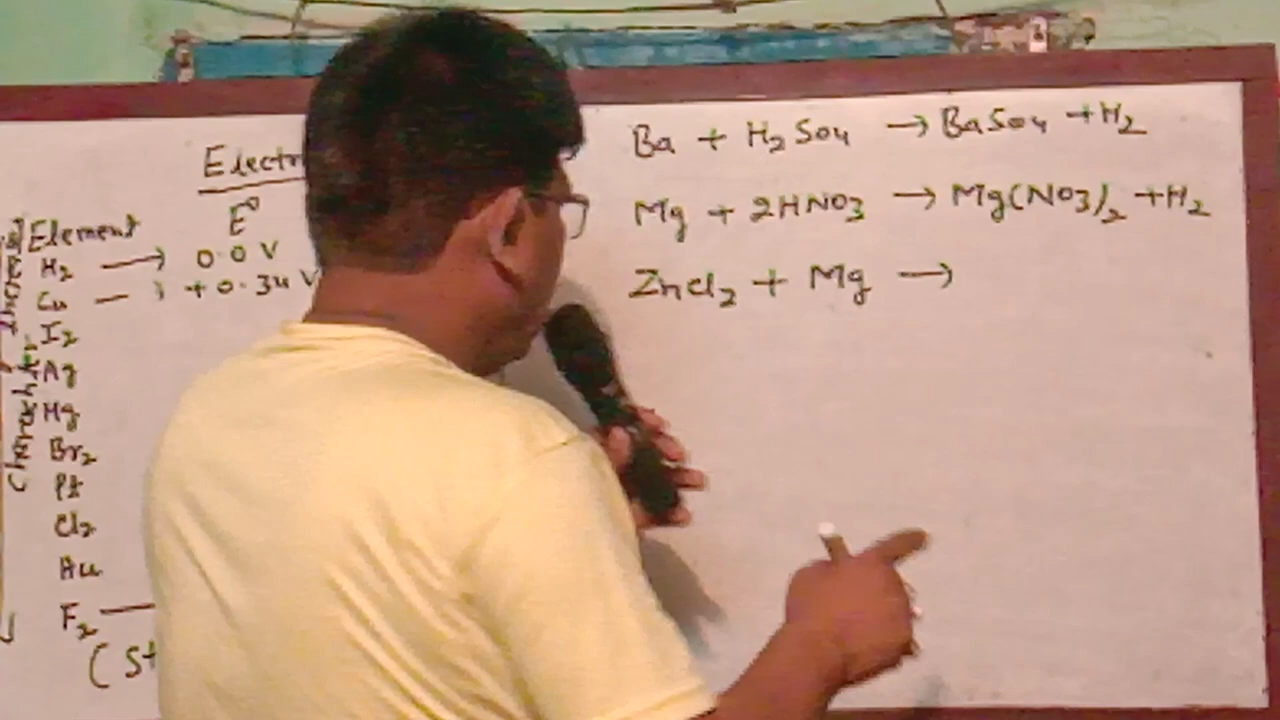 Electr
Element E°
H₂ → 0.0 V
Cu → +0.34 V
I₂
Ag
Hg
Br₂
Pt
Cl₂
Au
F₂ —
(St
Ba + H₂SO₄ → BaSO₄ + H₂
Mg + 2HNO₃ → Mg(NO₃)₂ + H₂
ZnCl₂ + Mg →